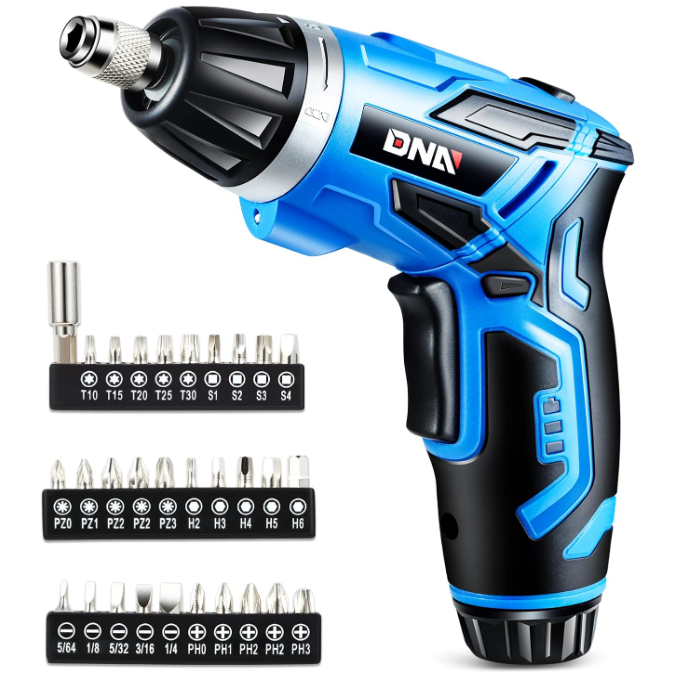 DNA
T10 T15 T20 T25 T30 S1 S2 S3 S4
PZ0 PZ1 PZ2 PZ2 PZ3 H2 H3 H4 H5 H6
5/64 1/8 5/32 3/16 1/4 PH0 PH1 PH2 PH2 PH3